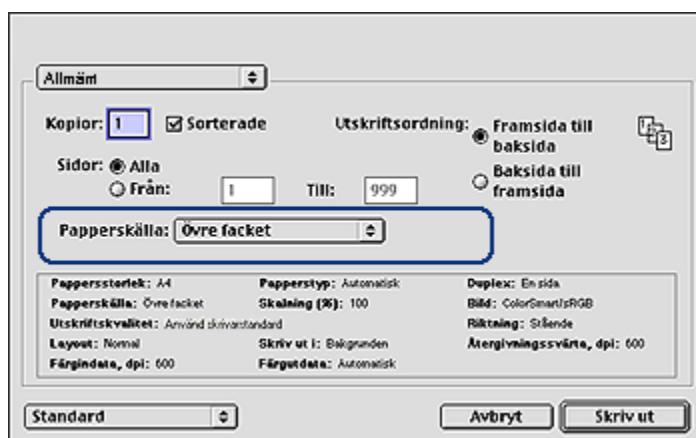 Allmänt
Kopior: 1 Sorterade Utskriftsordning: Framsida till baksida
Sidor: Alla Baksida till framsida
Från: 1 Till: 999
Papperskälla: Övre facket
Pappersstorlek: A4 Papperstyp: Automatisk Duplex: En sida
Papperskälla: Övre facket Skalning (%): 100 Bild: ColorSmart/sRGB
Utskriftskvalitet: Använd skrivarstandard Riktning: Stående
Layout: Normal Skriv ut i: Bakgrunden Återgivningssvärta, dpi: 600
Färgindata, dpi: 600 Färgutdata: Automatisk
Standard Avbryt Skriv ut